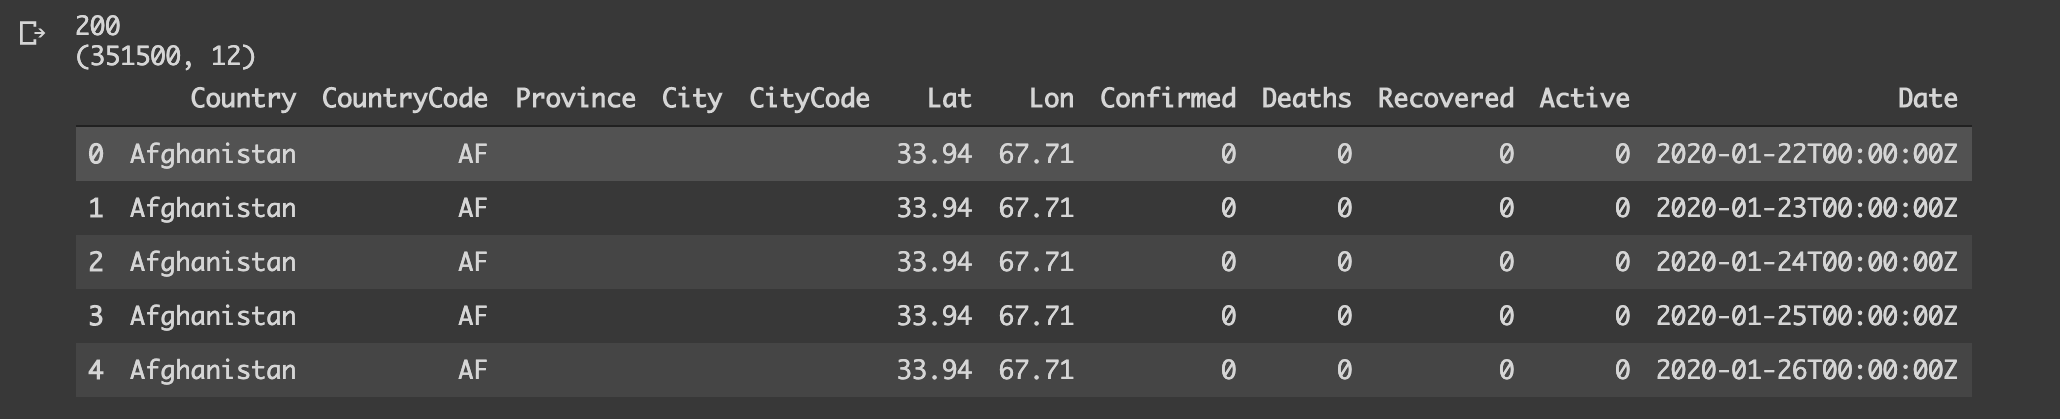 200
(351500, 12)
Country CountryCode Province City CityCode Lat Lon Confirmed Deaths Recovered Active Date
0 Afghanistan AF 33.94 67.71 0 0 0 0 2020-01-22T00:00:00Z
1 Afghanistan AF 33.94 67.71 0 0 0 0 2020-01-23T00:00:00Z
2 Afghanistan AF 33.94 67.71 0 0 0 0 2020-01-24T00:00:00Z
3 Afghanistan AF 33.94 67.71 0 0 0 0 2020-01-25T00:00:00Z
4 Afghanistan AF 33.94 67.71 0 0 0 0 2020-01-26T00:00:00Z